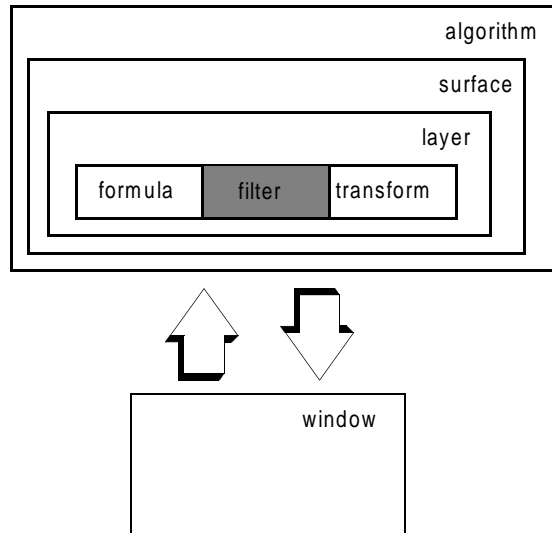 algorithm
surface
layer
formula filter transform
window